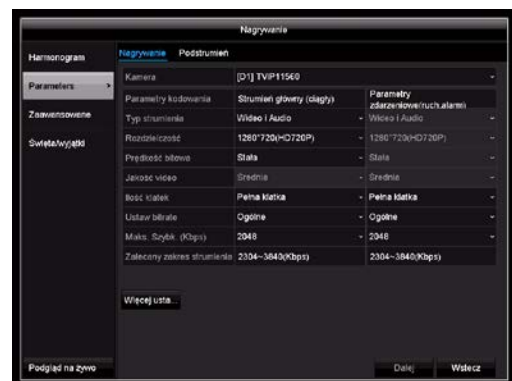 Nagrywanie
Harmonogram
Parameters >
Zaawansowane
Święta/wyjątki
Podgląd na żywo
Nagrywanie Podstrumień
Kamera [D1] TVIP11560
Parametry kodowania Strumień główny (ciągły) Parametry zdarzeniowe(ruch,alarm)
Typ strumienia Wideo i Audio Wideo i Audio
Rozdzielczość 1280*720(HD720P) 1280*720(HD720P)
Prędkość bitowa Stała Stała
Jakość video Średnia Średnia
Ilość klatek Pełna klatka Pełna klatka
Ustaw bitrate Ogólne Ogólne
Maks. Szybk. (Kbps) 2048 2048
Zalecany zakres strumienia 2304~3840(Kbps) 2304~3840(Kbps)
Więcej usta...
Dalej Wstecz